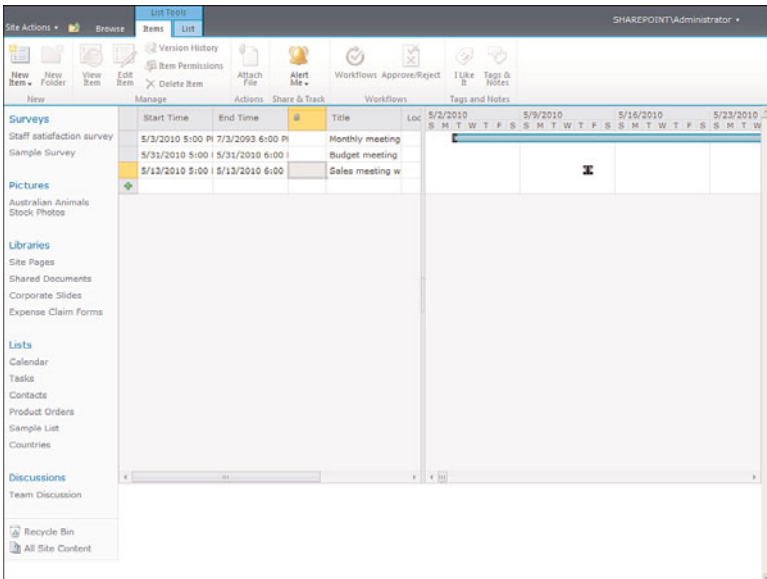 List Tools
Site Actions Browse Items List SHAREPOINT\Administrator
New Item New Folder View Item Edit Item Version History Item Permissions Delete Item Attach File Alert Me Workflows Approve/Reject I Like It Tags & Notes
New Manage Actions Share & Track Workflows Tags and Notes
Surveys
Staff satisfaction survey
Sample Survey
Pictures
Australian Animals
Stock Photos
Libraries
Site Pages
Shared Documents
Corporate Slides
Expense Claim Forms
Lists
Calendar
Tasks
Contacts
Product Orders
Sample List
Countries
Discussions
Team Discussion
Recycle Bin
All Site Content
Start Time End Time Title Loc
5/3/2010 5:00 P 7/3/2093 6:00 P Monthly meeting
5/31/2010 5:00 5/31/2010 6:00 Budget meeting
5/13/2010 5:00 5/13/2010 6:00 Sales meeting w
5/2/2010 5/9/2010 5/16/2010 5/23/2010
S M T W T F S S M T W T F S S M T W T F S S M T W